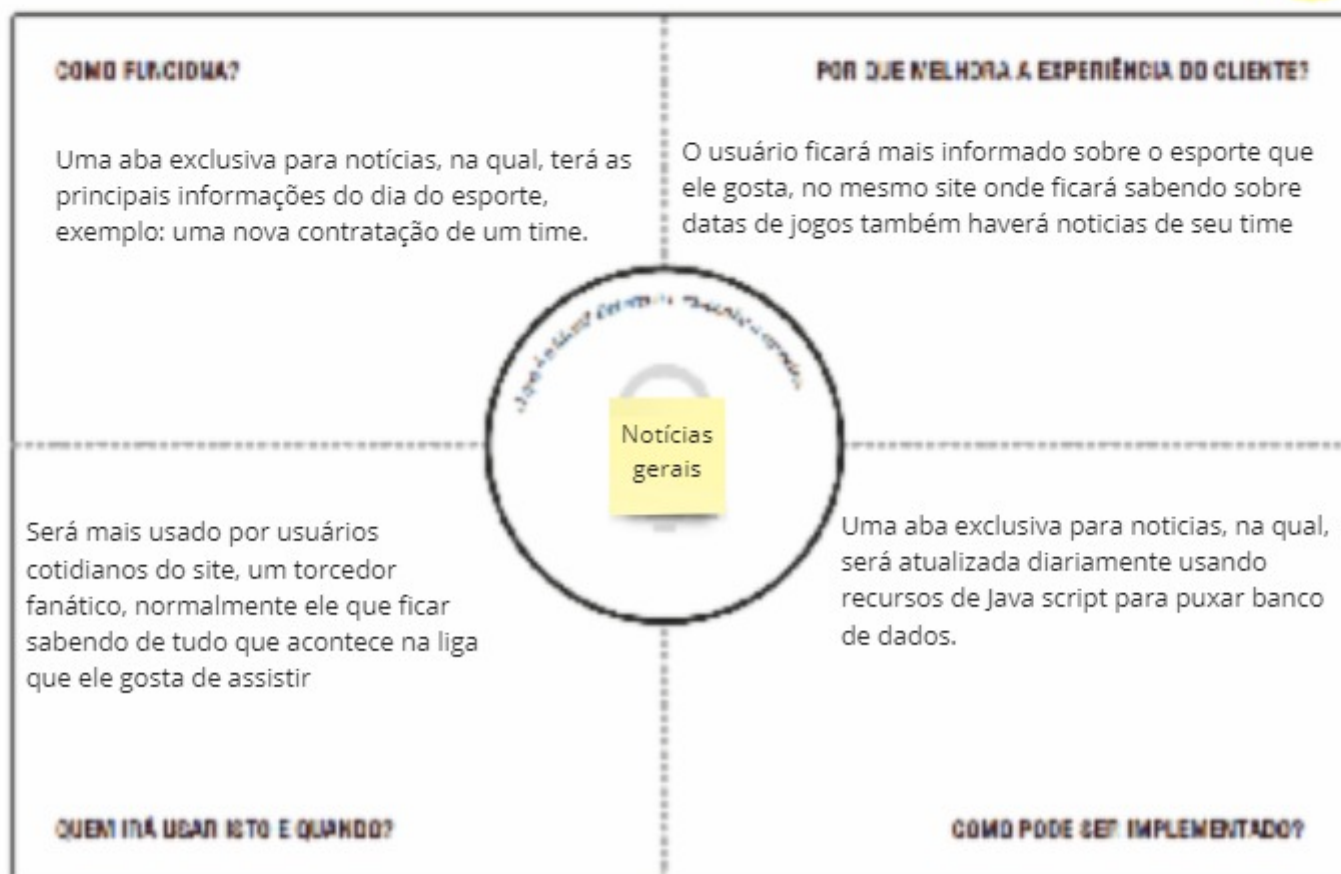 COMO FUNCIONA?
Uma aba exclusiva para notícias, na qual, terá as
principais informações do dia do esporte,
exemplo: uma nova contratação de um time.
POR QUE MELHORA A EXPERIÊNCIA DO CLIENTE?
O usuário ficará mais informado sobre o esporte que
ele gosta, no mesmo site onde ficará sabendo sobre
datas de jogos também haverá noticias de seu time
Notícias
gerais
Será mais usado por usuários
cotidianos do site, um torcedor
fanático, normalmente ele que ficar
sabendo de tudo que acontece na liga
que ele gosta de assistir
QUEM IRÁ USAR ISTO E QUANDO?
Uma aba exclusiva para noticias, na qual,
será atualizada diariamente usando
recursos de Java script para puxar banco
de dados.
COMO PODE SER IMPLEMENTADO?